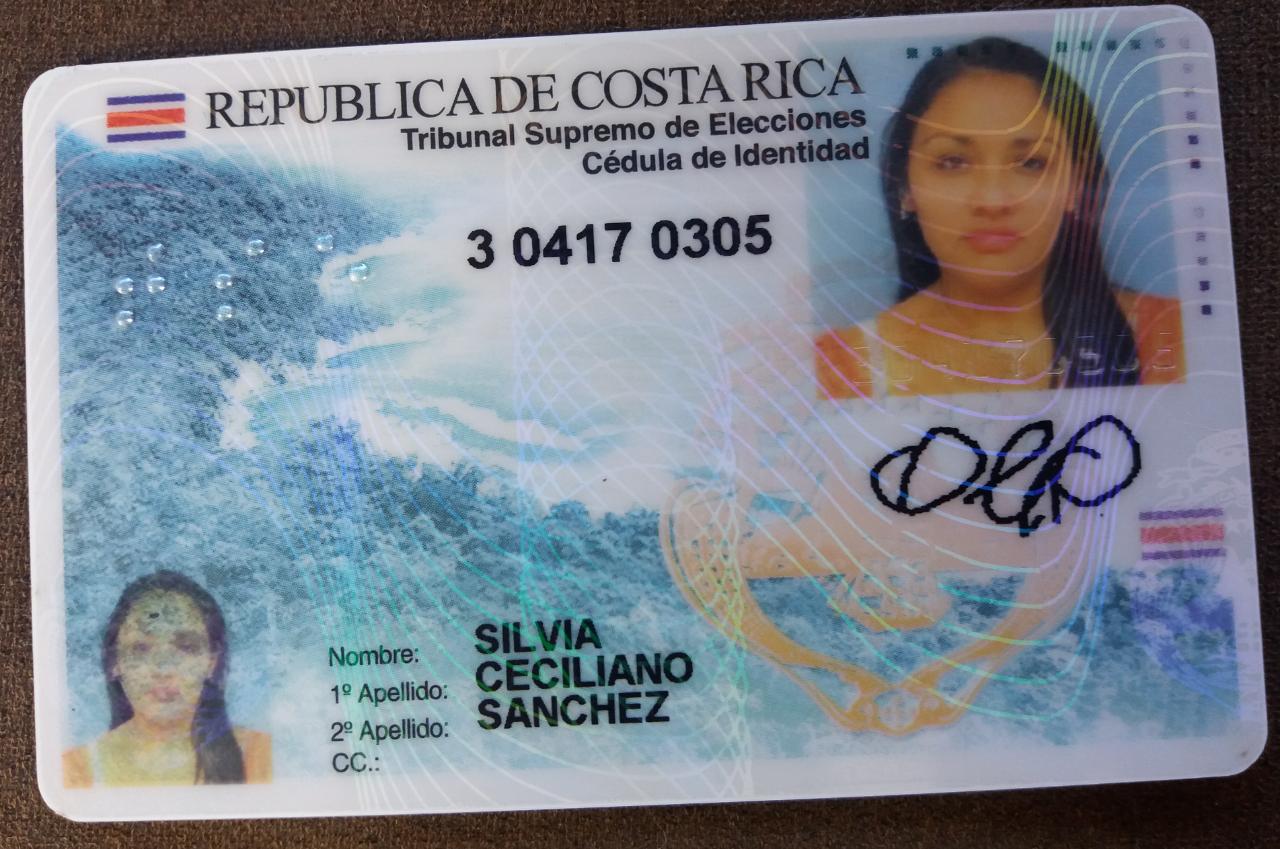 REPUBLICA DE COSTA RICA
Tribunal Supremo de Elecciones
Cédula de Identidad
3 0417 0305
Nombre: SILVIA
1º Apellido: CECILIANO
2º Apellido: SANCHEZ
CC.: